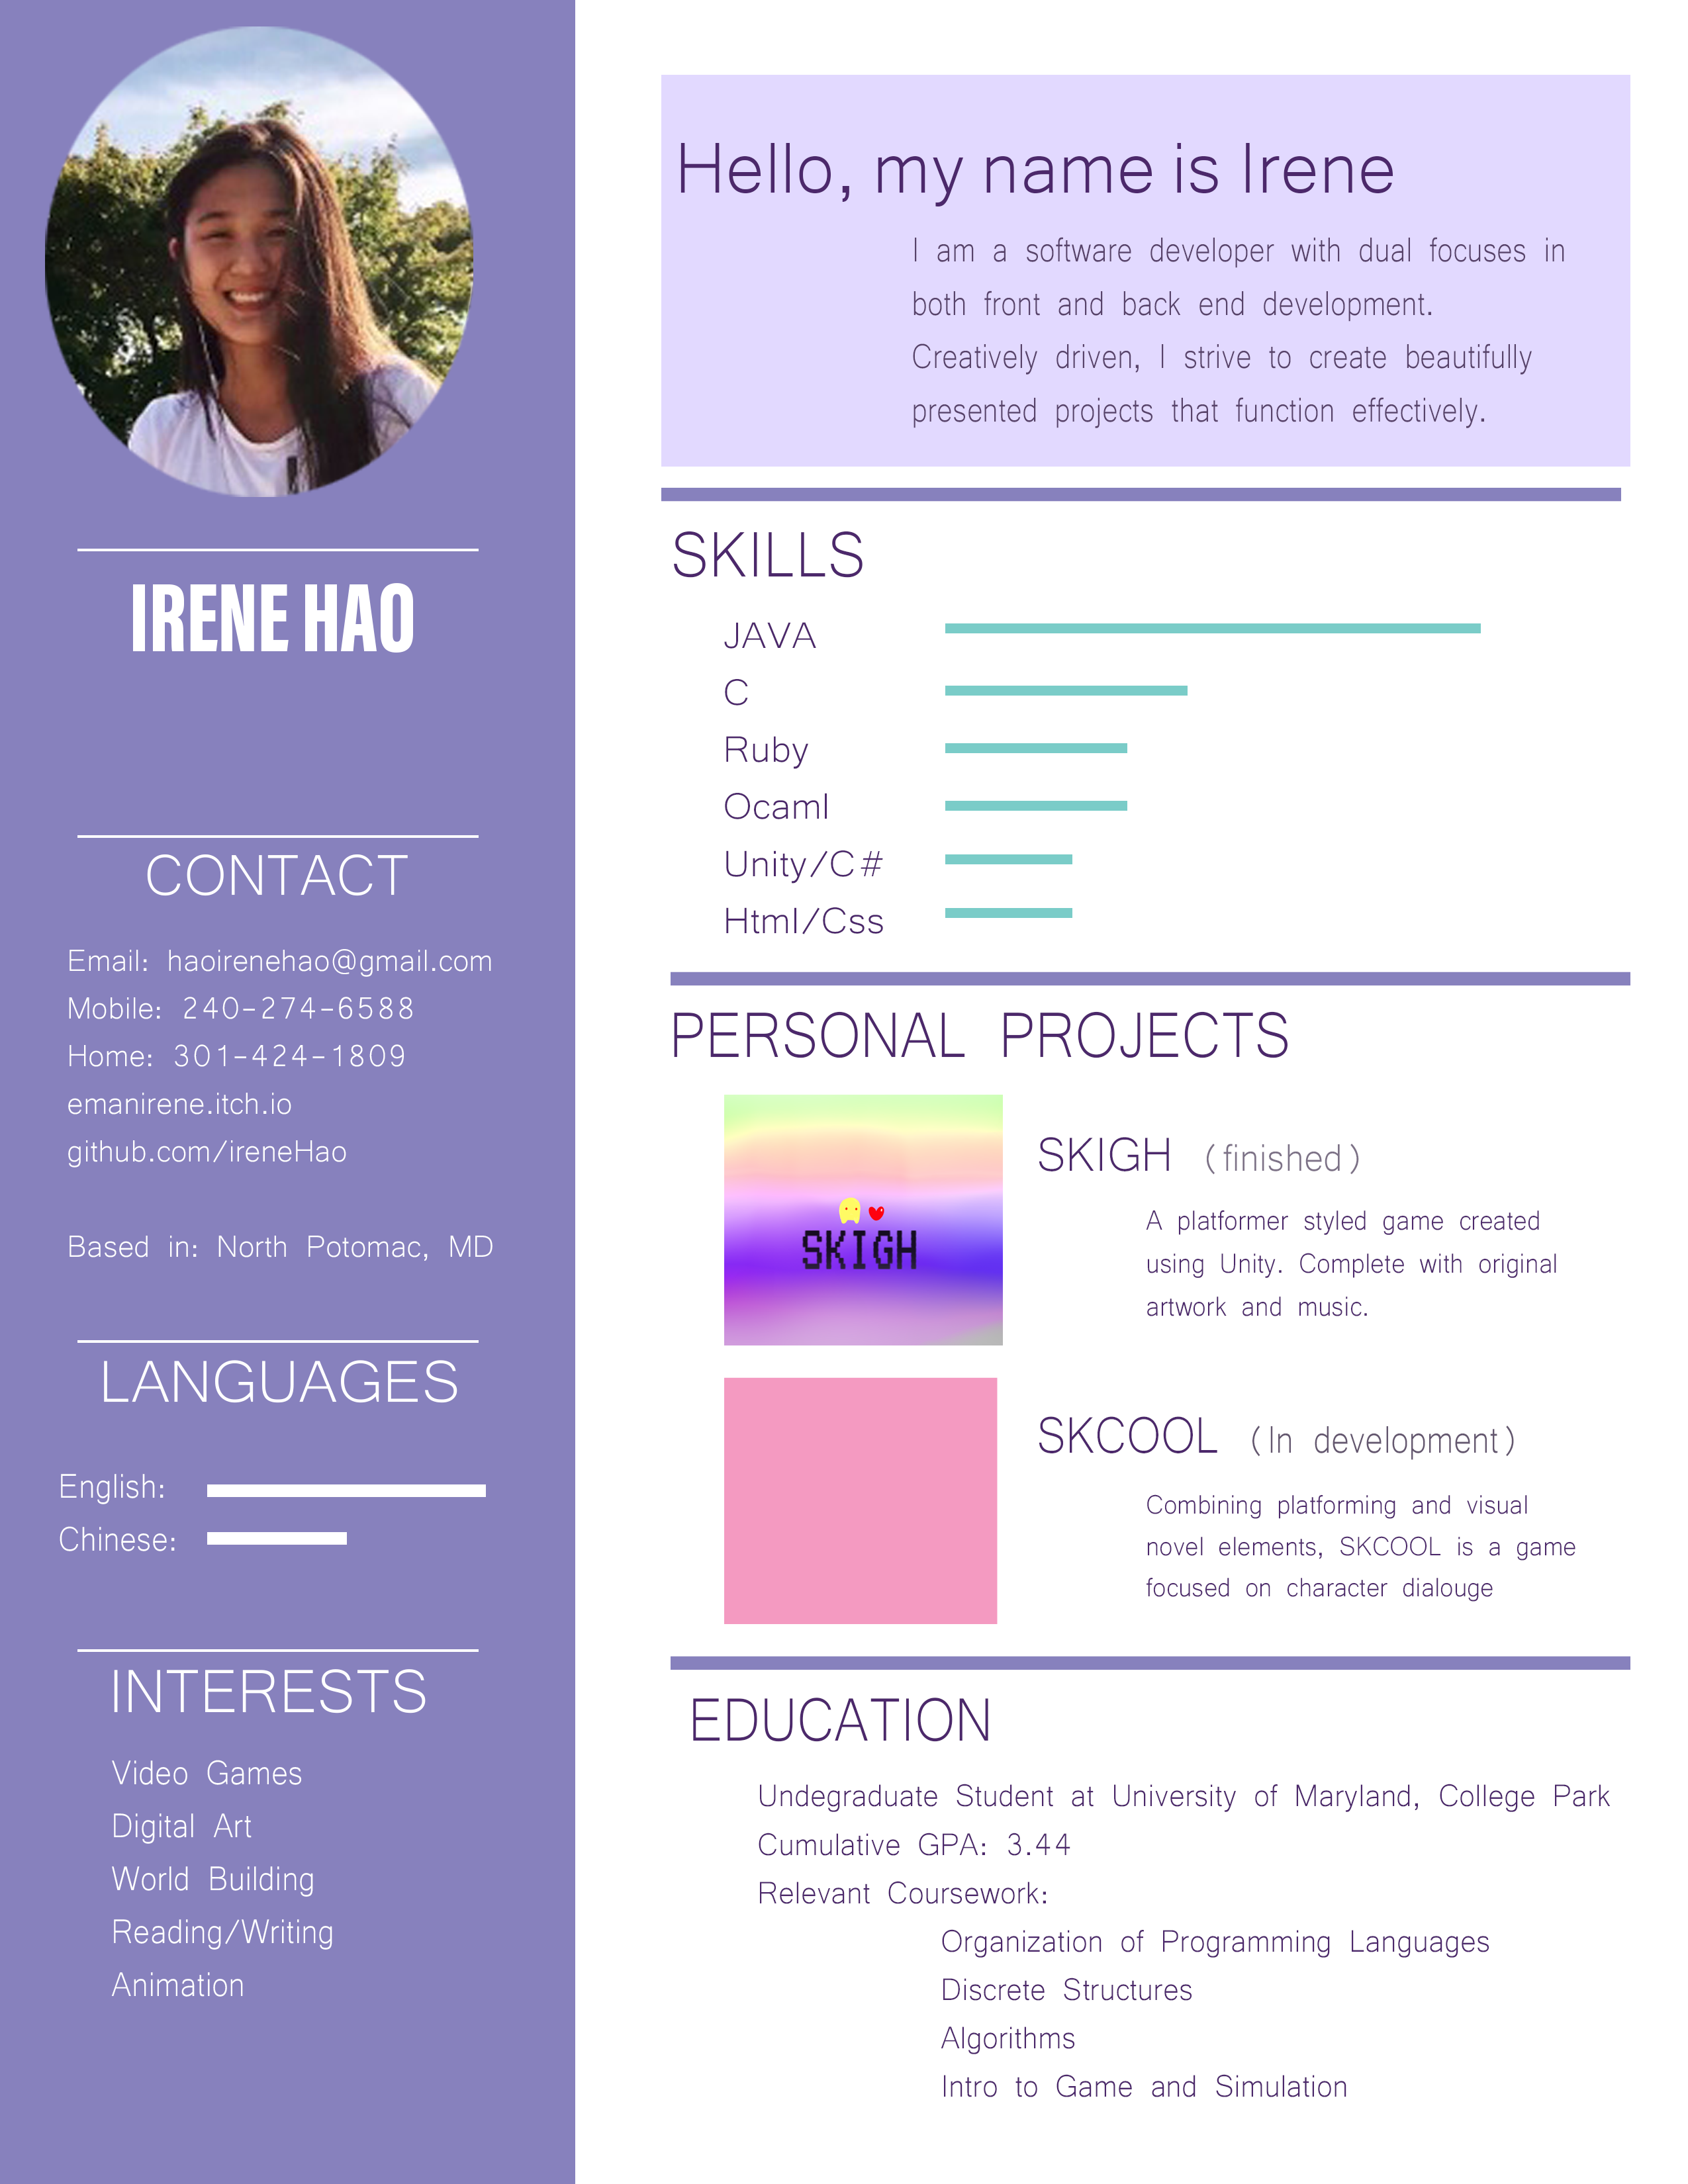 IRENE HAO
CONTACT
Email: haoirenehao@gmail.com
Mobile: 240-274-6588
Home: 301-424-1809
emanirene.itch.io
github.com/ireneHao
Based in: North Potomac, MD
LANGUAGES
English:
Chinese:
INTERESTS
Video Games
Digital Art
World Building
Reading/Writing
Animation
Hello, my name is Irene
I am a software developer with dual focuses in
both front and back end development.
Creatively driven, I strive to create beautifully
presented projects that function effectively.
SKILLS
JAVA
C
Ruby
Ocaml
Unity/C#
Html/Css
PERSONAL PROJECTS
SKIGH
SKIGH (finished)
A platformer styled game created
using Unity. Complete with original
artwork and music.
SKCOOL (In development)
Combining platforming and visual
novel elements, SKCOOL is a game
focused on character dialouge
EDUCATION
Undegraduate Student at University of Maryland, College Park
Cumulative GPA: 3.44
Relevant Coursework:
Organization of Programming Languages
Discrete Structures
Algorithms
Intro to Game and Simulation